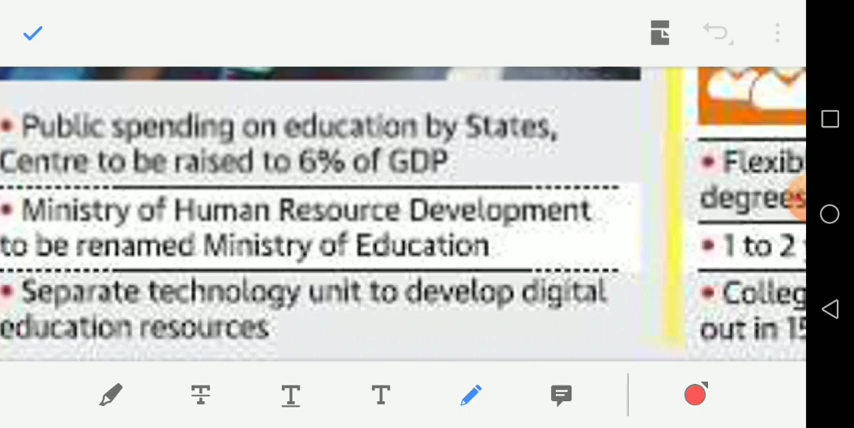 • Public spending on education by States,
Centre to be raised to 6% of GDP
• Ministry of Human Resource Development
to be renamed Ministry of Education
• Separate technology unit to develop digital
education resources
• Flexib
degrees
• 1 to 2
• Colleg
out in 15
T
T
T